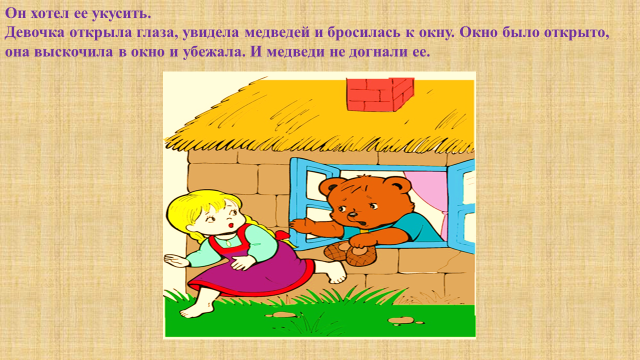 Он хотел ее укусить.
Девочка открыла глаза, увидела медведей и бросилась к окну. Окно было открыто,
она выскочила в окно и убежала. И медведи не догнали ее.